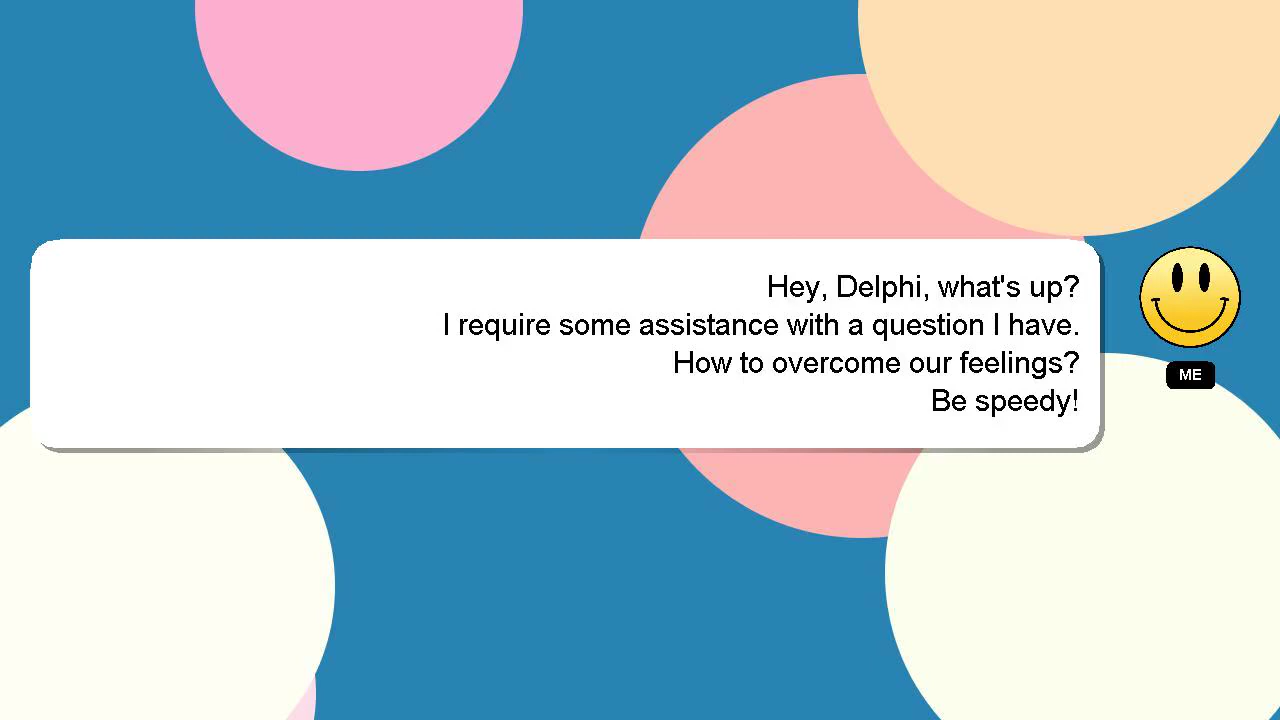 Hey, Delphi, what's up?
I require some assistance with a question I have.
How to overcome our feelings?
Be speedy!
ME